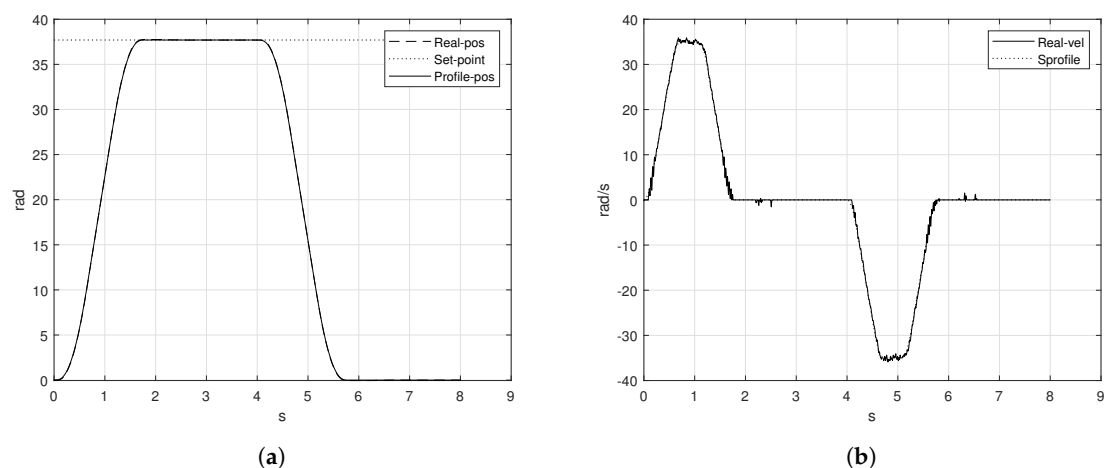 40
35
30
25
20
15
10
5
0
rad
0 1 2 3 4 5 6 7 8 9
s
Real-pos
Set-point
Profile-pos
(a)
40
30
20
10
0
-10
-20
-30
-40
rad/s
0 1 2 3 4 5 6 7 8 9
s
Real-vel
Sprofile
(b)